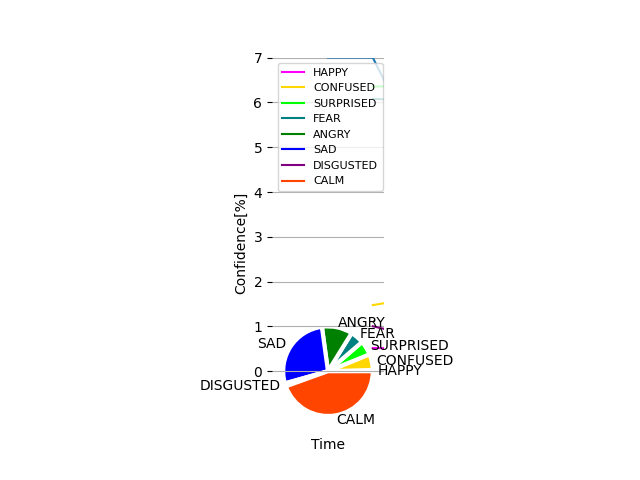 7
HAPPY
CONFUSED
SURPRISED
FEAR
ANGRY
SAD
DISGUSTED
CALM
6
5
4
3
2
1
0
Confidence[%]
ANGRY
FEAR
SAD
SURPRISED
CONFUSED
HAPPY
DISGUSTED
CALM
Time